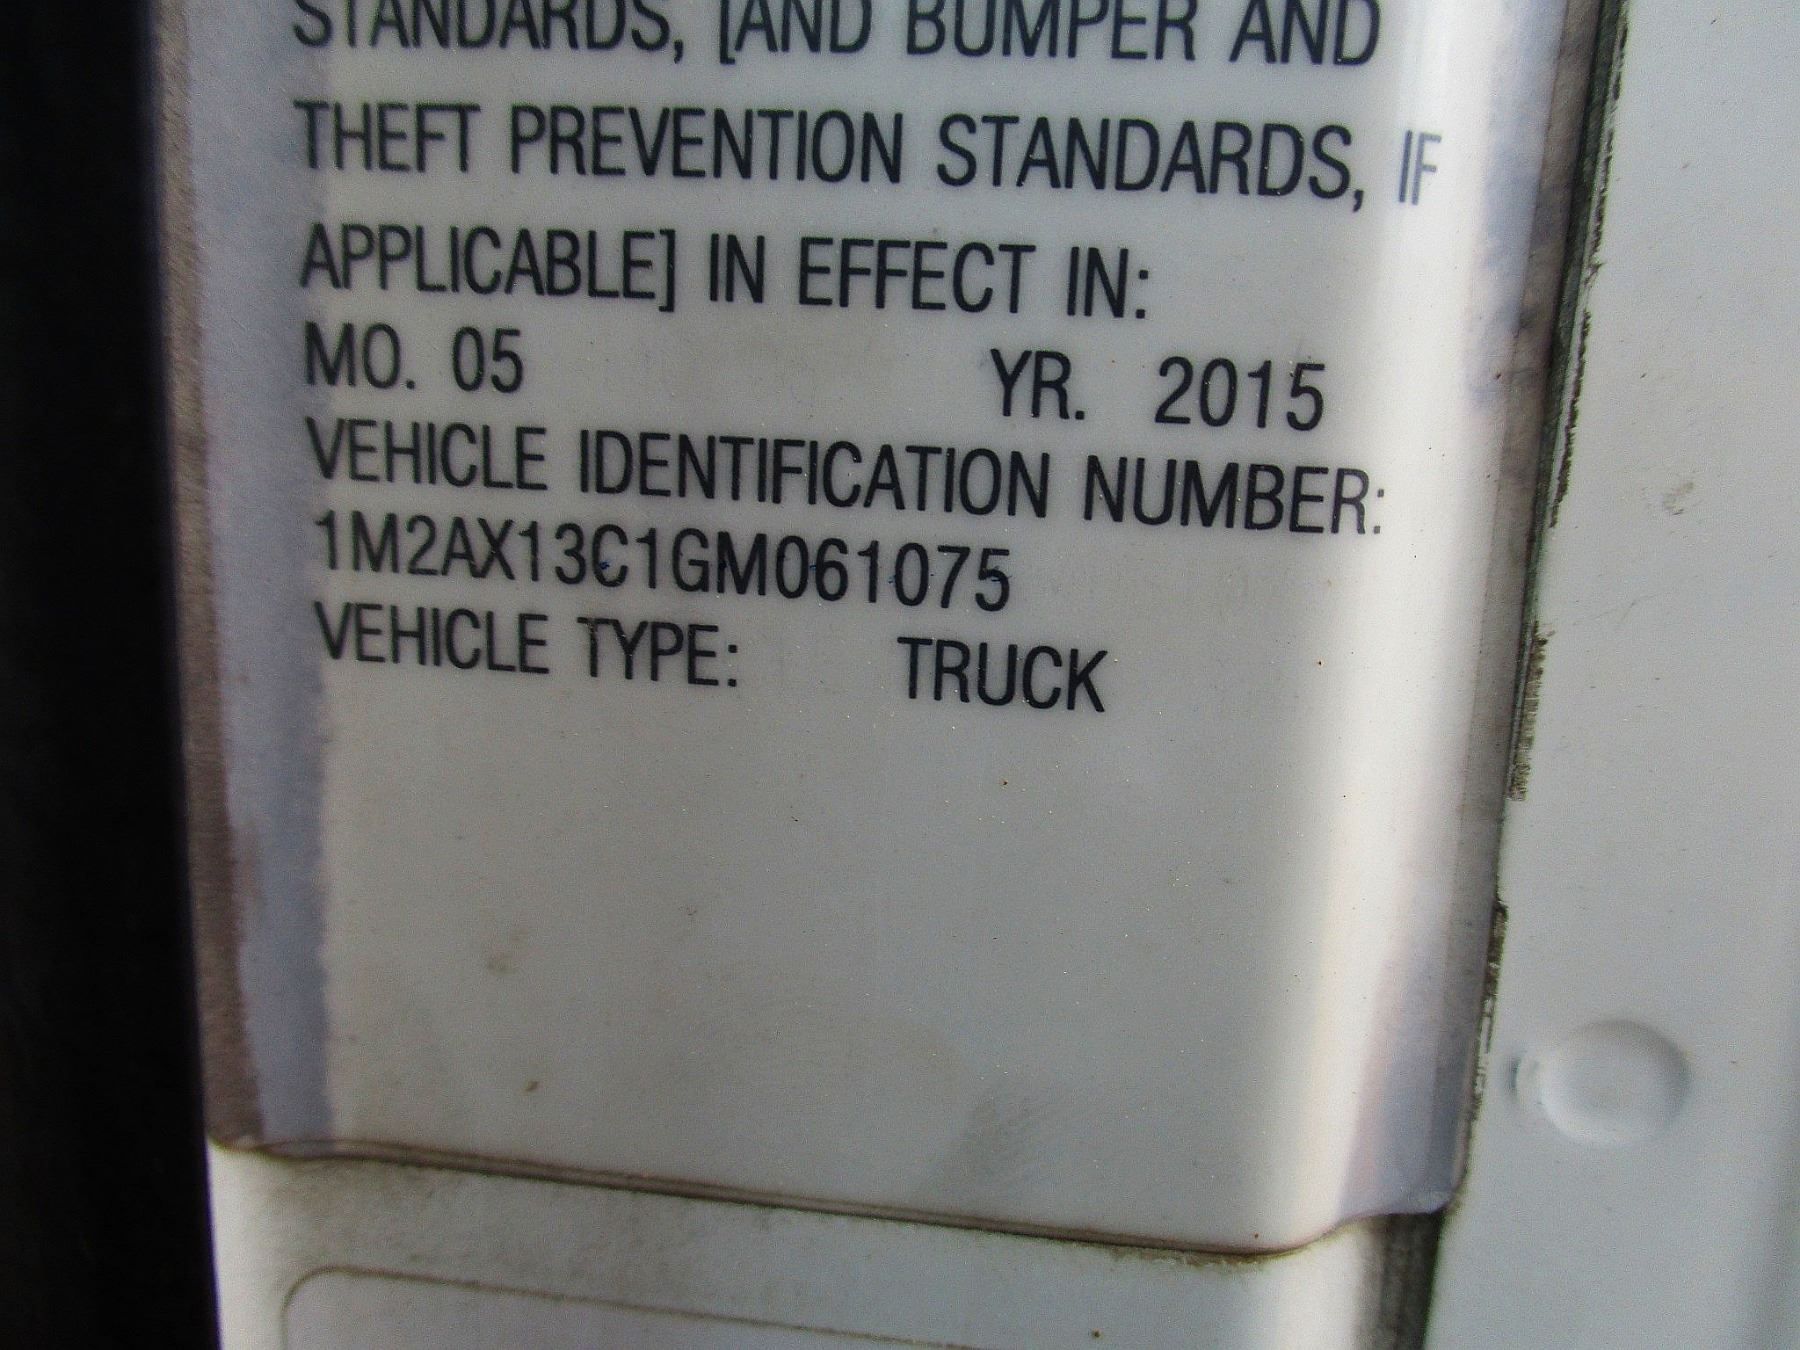 STANDARDS, [AND BUMPER AND
THEFT PREVENTION STANDARDS, IF
APPLICABLE] IN EFFECT IN:
MO. 05 YR. 2015
VEHICLE IDENTIFICATION NUMBER:
1M2AX13C1GM061075
VEHICLE TYPE: TRUCK